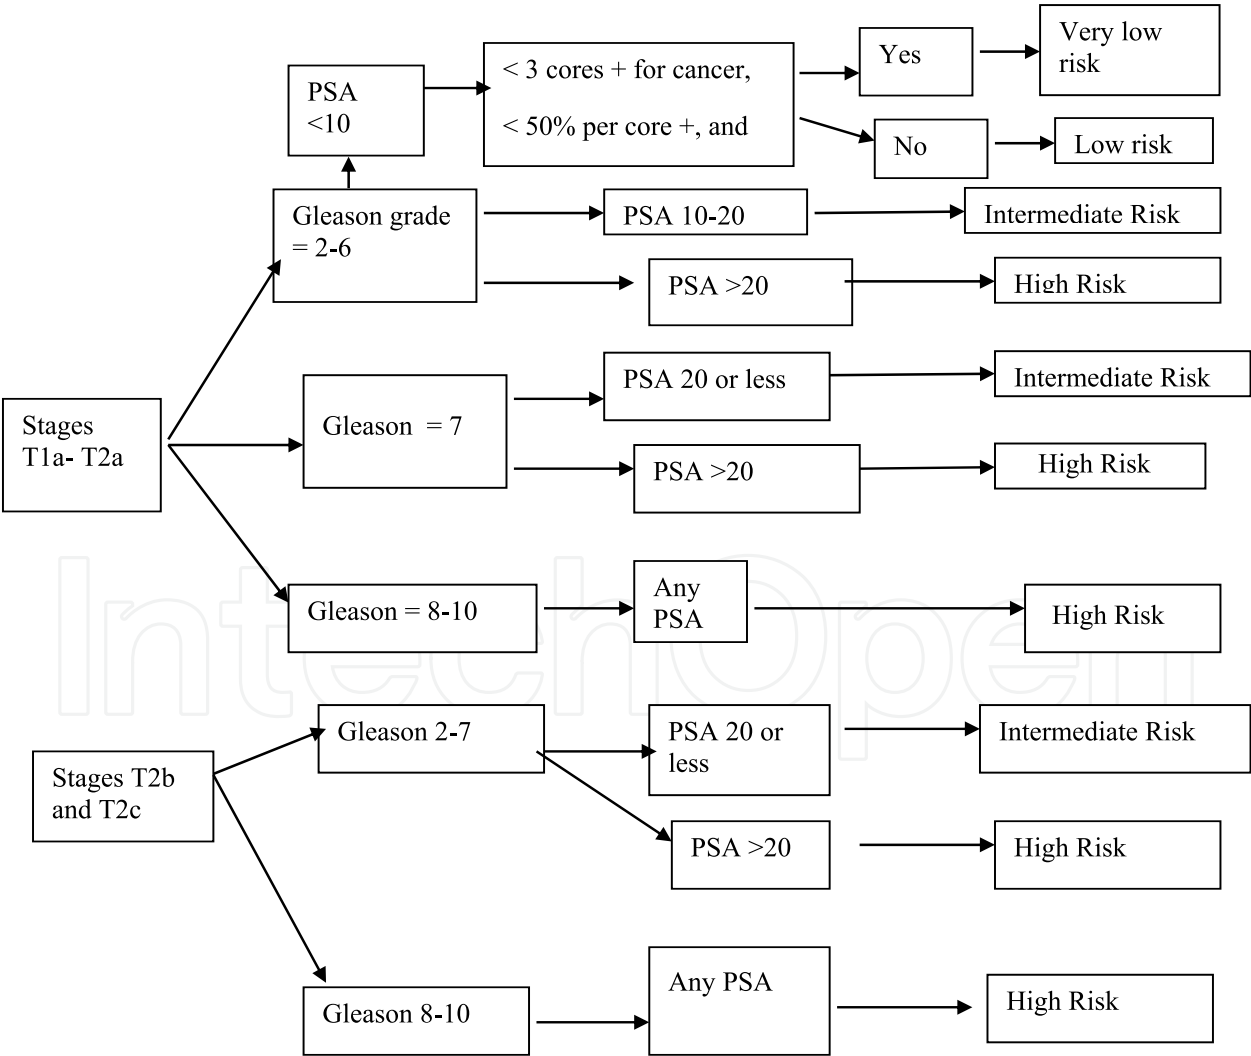 PSA
<10
< 3 cores + for cancer,
< 50% per core +, and
Yes
Very low
risk
No
Low risk
Gleason grade
= 2-6
PSA 10-20
Intermediate Risk
PSA >20
High Risk
Stages
T1a- T2a
Gleason = 7
PSA 20 or less
Intermediate Risk
PSA >20
High Risk
Gleason = 8-10
Any
PSA
High Risk
IntechOpen
Stages T2b
and T2c
Gleason 2-7
PSA 20 or
less
Intermediate Risk
PSA >20
High Risk
Gleason 8-10
Any PSA
High Risk